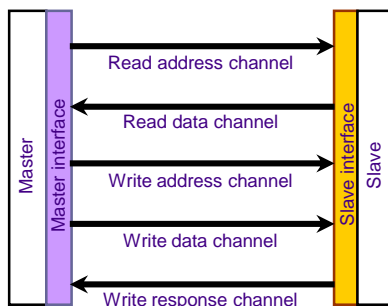 Master
Master interface
Read address channel
Read data channel
Write address channel
Write data channel
Write response channel
Slave interface
Slave